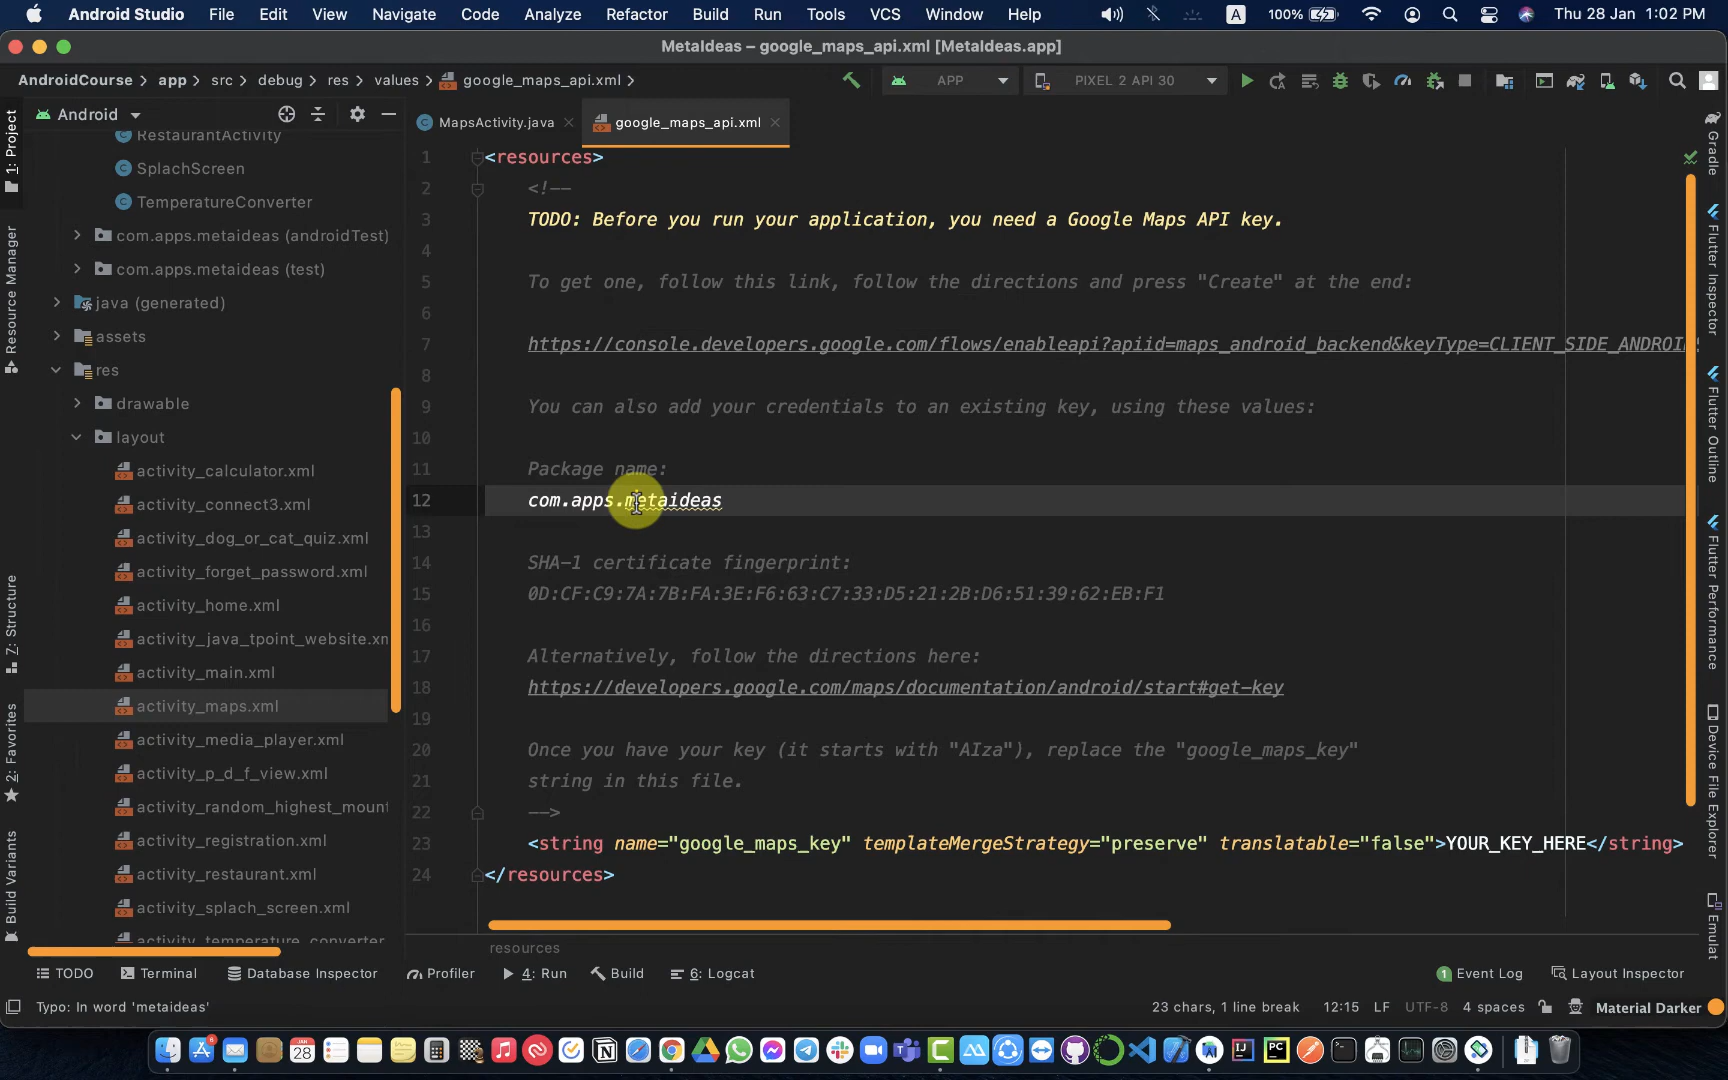 Android Studio File Edit View Navigate Code Analyze Refactor Build Run Tools VCS Window Help A 100% Thu 28 Jan 1:02 PM
MetaIdeas – google_maps_api.xml [MetaIdeas.app]
AndroidCourse app src debug res values google_maps_api.xml APP PIXEL 2 API 30
Android
MapsActivity.java google_maps_api.xml
RestaurantActivity
SplachScreen
TemperatureConverter
com.apps.metaideas (androidTest)
com.apps.metaideas (test)
java (generated)
assets
res
drawable
layout
activity_calculator.xml
activity_connect3.xml
activity_dog_or_cat_quiz.xml
activity_forget_password.xml
activity_home.xml
activity_java_tpoint_website.xm
activity_main.xml
activity_maps.xml
activity_media_player.xml
activity_p_d_f_view.xml
activity_random_highest_mount
activity_registration.xml
activity_restaurant.xml
activity_splach_screen.xml
activity_temperature_converter
1: Project
Resource Manager
7: Structure
2: Favorites
Build Variants
1 <resources>
2 <!--
3 TODO: Before you run your application, you need a Google Maps API key.
4
5 To get one, follow this link, follow the directions and press "Create" at the end:
6
7 https://console.developers.google.com/flows/enableapi?apiid=maps_android_backend&keyType=CLIENT_SIDE_ANDROI
8
9 You can also add your credentials to an existing key, using these values:
10
11 Package name:
12 com.apps.metaideas
13
14 SHA-1 certificate fingerprint:
15 0D:CF:C9:7A:7B:FA:3E:F6:63:C7:33:D5:21:2B:D6:51:39:62:EB:F1
16
17 Alternatively, follow the directions here:
18 https://developers.google.com/maps/documentation/android/start#get-key
19
20 Once you have your key (it starts with "AIza"), replace the "google_maps_key"
21 string in this file.
22 -->
23 <string name="google_maps_key" templateMergeStrategy="preserve" translatable="false">YOUR_KEY_HERE</string>
24 </resources>
resources
Gradle
Flutter Inspector
Flutter Outline
Flutter Performance
Device File Explorer
Emulat
TODO Terminal Database Inspector Profiler 4: Run Build 6: Logcat 1 Event Log Layout Inspector
Typo: In word 'metaideas' 23 chars, 1 line break 12:15 LF UTF-8 4 spaces Material Darker